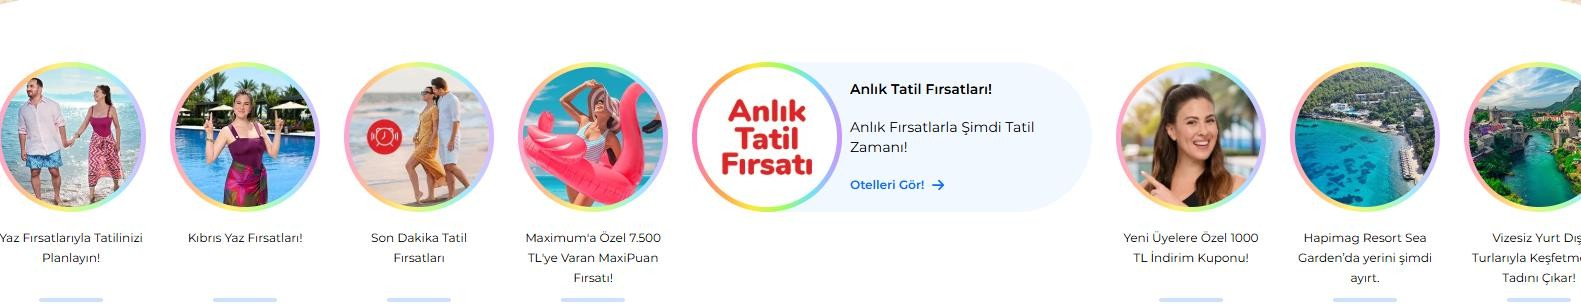 Yaz Fırsatlarıyla Tatilinizi
Planlayın!
Kıbrıs Yaz Fırsatları!
Son Dakika Tatil
Fırsatları
Maximum'a Özel 7.500
TL'ye Varan MaxiPuan
Fırsatı!
Anlık
Tatil
Fırsatı
Anlık Tatil Fırsatları!
Anlık Fırsatlarla Şimdi Tatil
Zamanı!
Otelleri Gör!
Yeni Üyelere Özel 1000
TL İndirim Kuponu!
Hapimag Resort Sea
Garden’da yerini şimdi
ayırt.
Vizesiz Yurt
Turlarıyla
Tadını Çıkar!